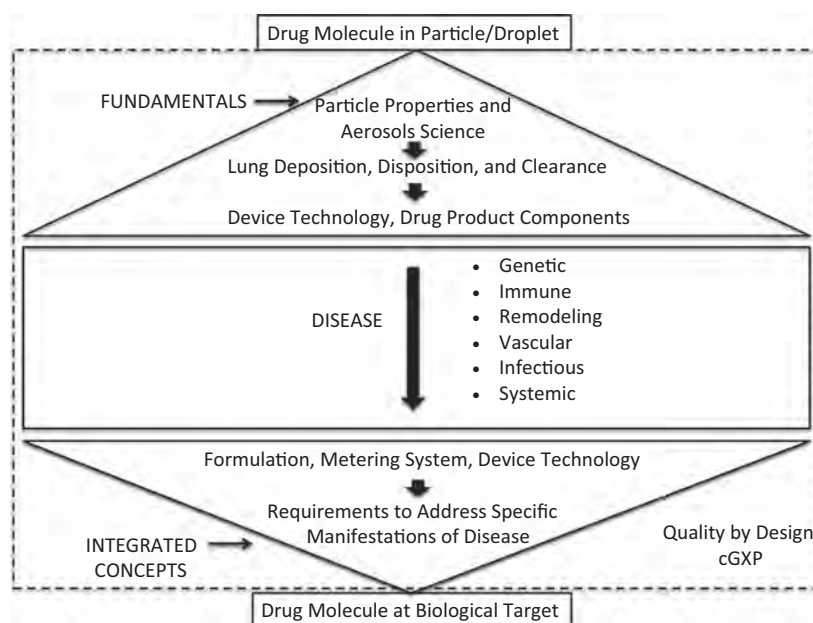 Drug Molecule in Particle/Droplet
FUNDAMENTALS
Particle Properties and
Aerosols Science
Lung Deposition, Disposition, and Clearance
Device Technology, Drug Product Components
DISEASE
• Genetic
• Immune
• Remodeling
• Vascular
• Infectious
• Systemic
Formulation, Metering System, Device Technology
Requirements to Address Specific
Manifestations of Disease
INTEGRATED
CONCEPTS
Quality by Design
cGXP
Drug Molecule at Biological Target